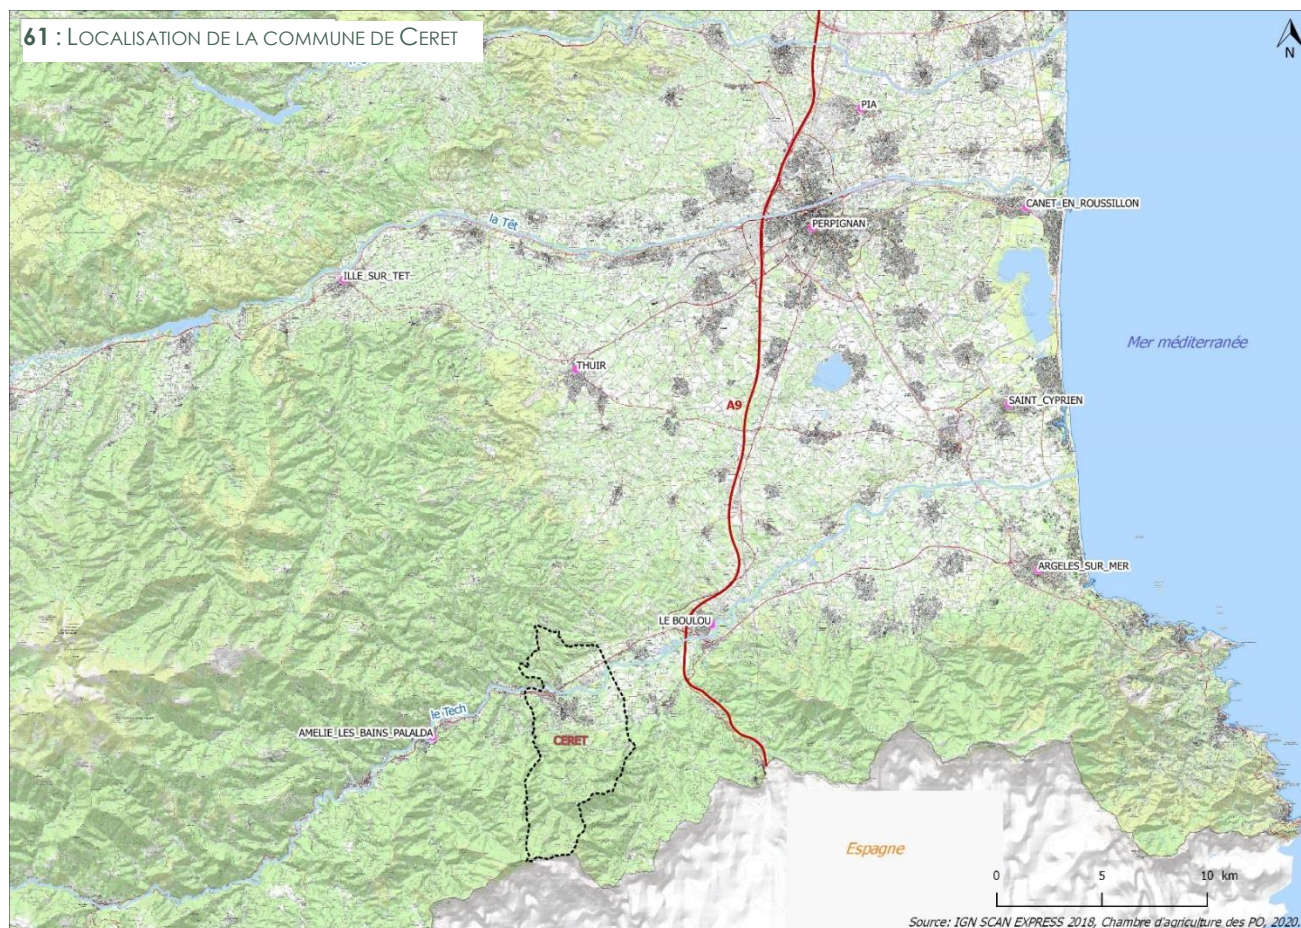 61 : LOCALISATION DE LA COMMUNE DE CERET
N
PIA
CANET_EN_ROUSSILLON
la Têt
PERPIGNAN
ILLE_SUR_TET
Mer méditerranée
THUIR
SAINT_CYPRIEN
A9
ARGELES_SUR_MER
LE BOULOU
le Tech
AMELIE_LES_BAINS_PALALDA
CERET
Espagne
0 5 10 km
Source: IGN SCAN EXPRESS 2018, Chambre d'agriculture des PO, 2020.